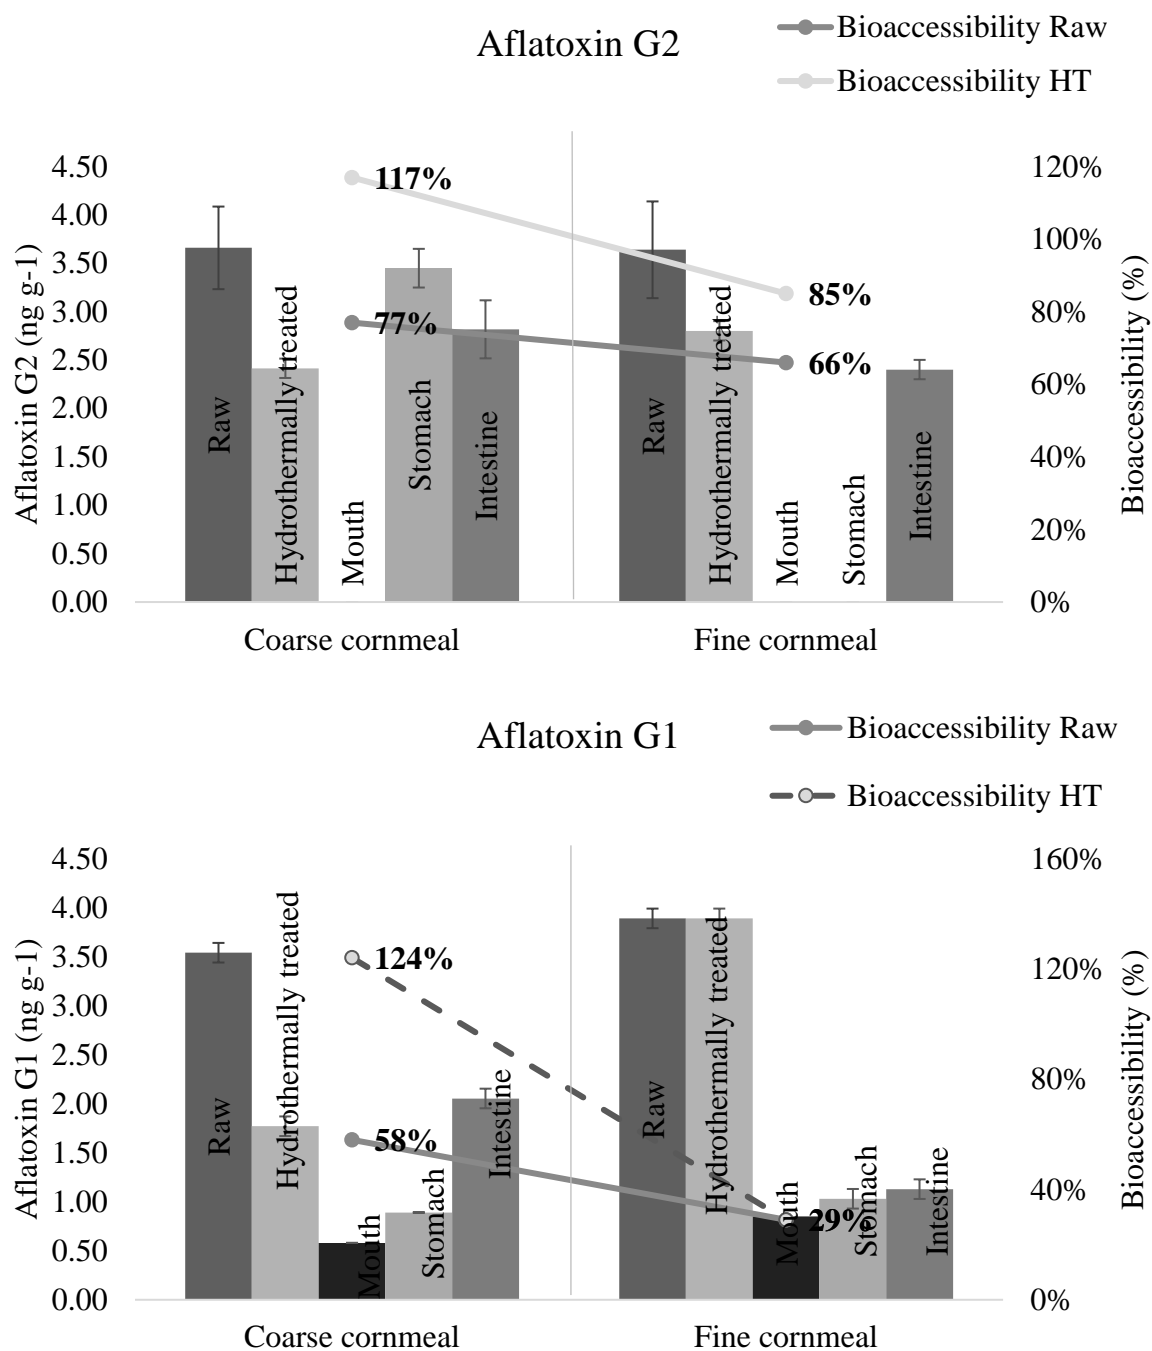 Aflatoxin G2
Bioaccessibility Raw
Bioaccessibility HT
Aflatoxin G2 (ng g-1)
4.50
4.00
3.50
3.00
2.50
2.00
1.50
1.00
0.50
0.00
Raw
Hydrothermally treated
Mouth
Stomach
Intestine
117%
77%
Raw
Hydrothermally treated
Mouth
Stomach
Intestine
85%
66%
120%
100%
80%
60%
40%
20%
0%
Bioaccessibility (%)
Coarse cornmeal
Fine cornmeal
Aflatoxin G1
Bioaccessibility Raw
Bioaccessibility HT
Aflatoxin G1 (ng g-1)
4.50
4.00
3.50
3.00
2.50
2.00
1.50
1.00
0.50
0.00
Raw
Hydrothermally treated
Mouth
Stomach
Intestine
124%
58%
Raw
Hydrothermally treated
Mouth
Stomach
Intestine
29%
160%
120%
80%
40%
0%
Bioaccessibility (%)
Coarse cornmeal
Fine cornmeal